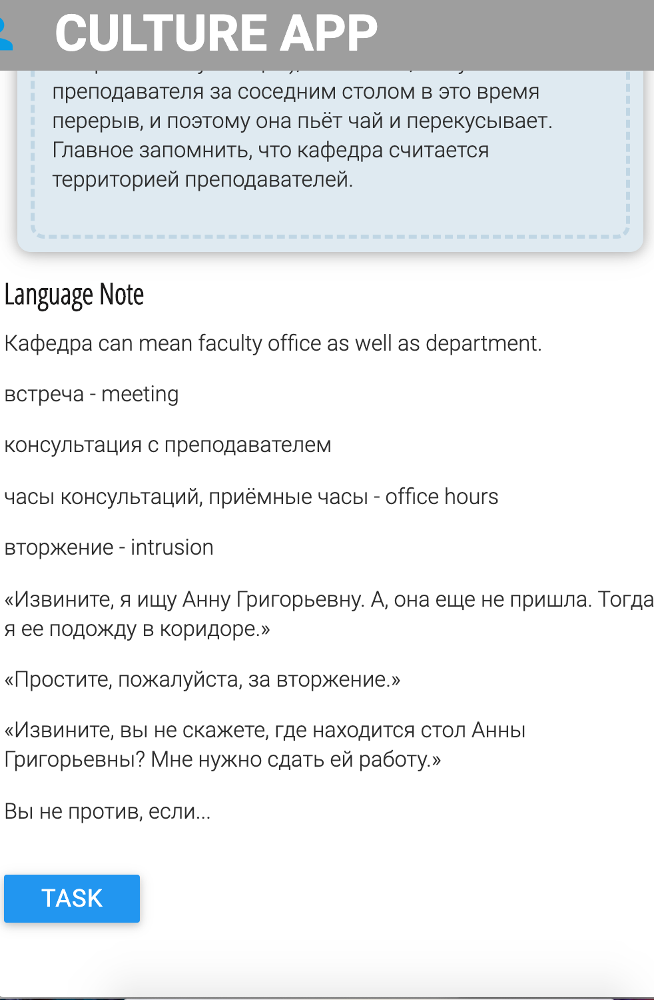 CULTURE APP
преподавателя за соседним столом в это время
перерыв, и поэтому она пьёт чай и перекусывает.
Главное запомнить, что кафедра считается
территорией преподавателей.
Language Note
Кафедра can mean faculty office as well as department.
встреча - meeting
консультация с преподавателем
часы консультаций, приёмные часы - office hours
вторжение - intrusion
«Извините, я ищу Анну Григорьевну. А, она еще не пришла. Тогда
я ее подожду в коридоре.»
«Простите, пожалуйста, за вторжение.»
«Извините, вы не скажете, где находится стол Анны
Григорьевны? Мне нужно сдать ей работу.»
Вы не против, если...
TASK